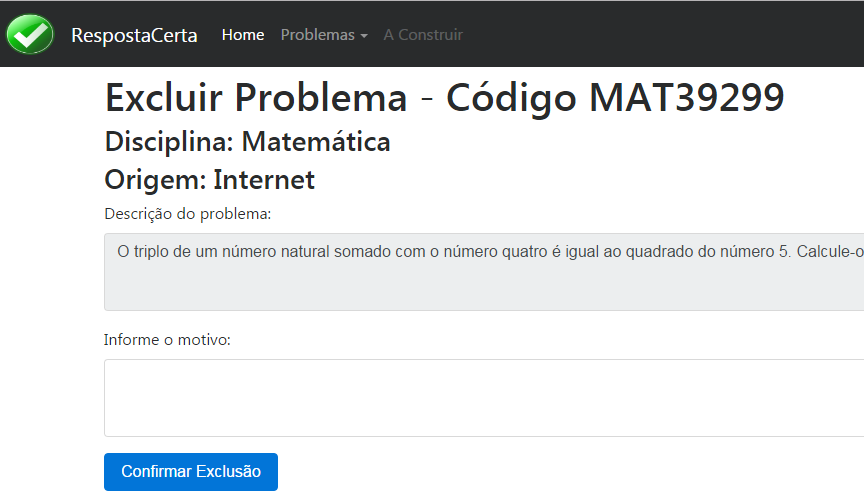 RespostaCerta Home Problemas A Construir
Excluir Problema - Código MAT39299
Disciplina: Matemática
Origem: Internet
Descrição do problema:
O triplo de um número natural somado com o número quatro é igual ao quadrado do número 5. Calcule-o
Informe o motivo:
Confirmar Exclusão